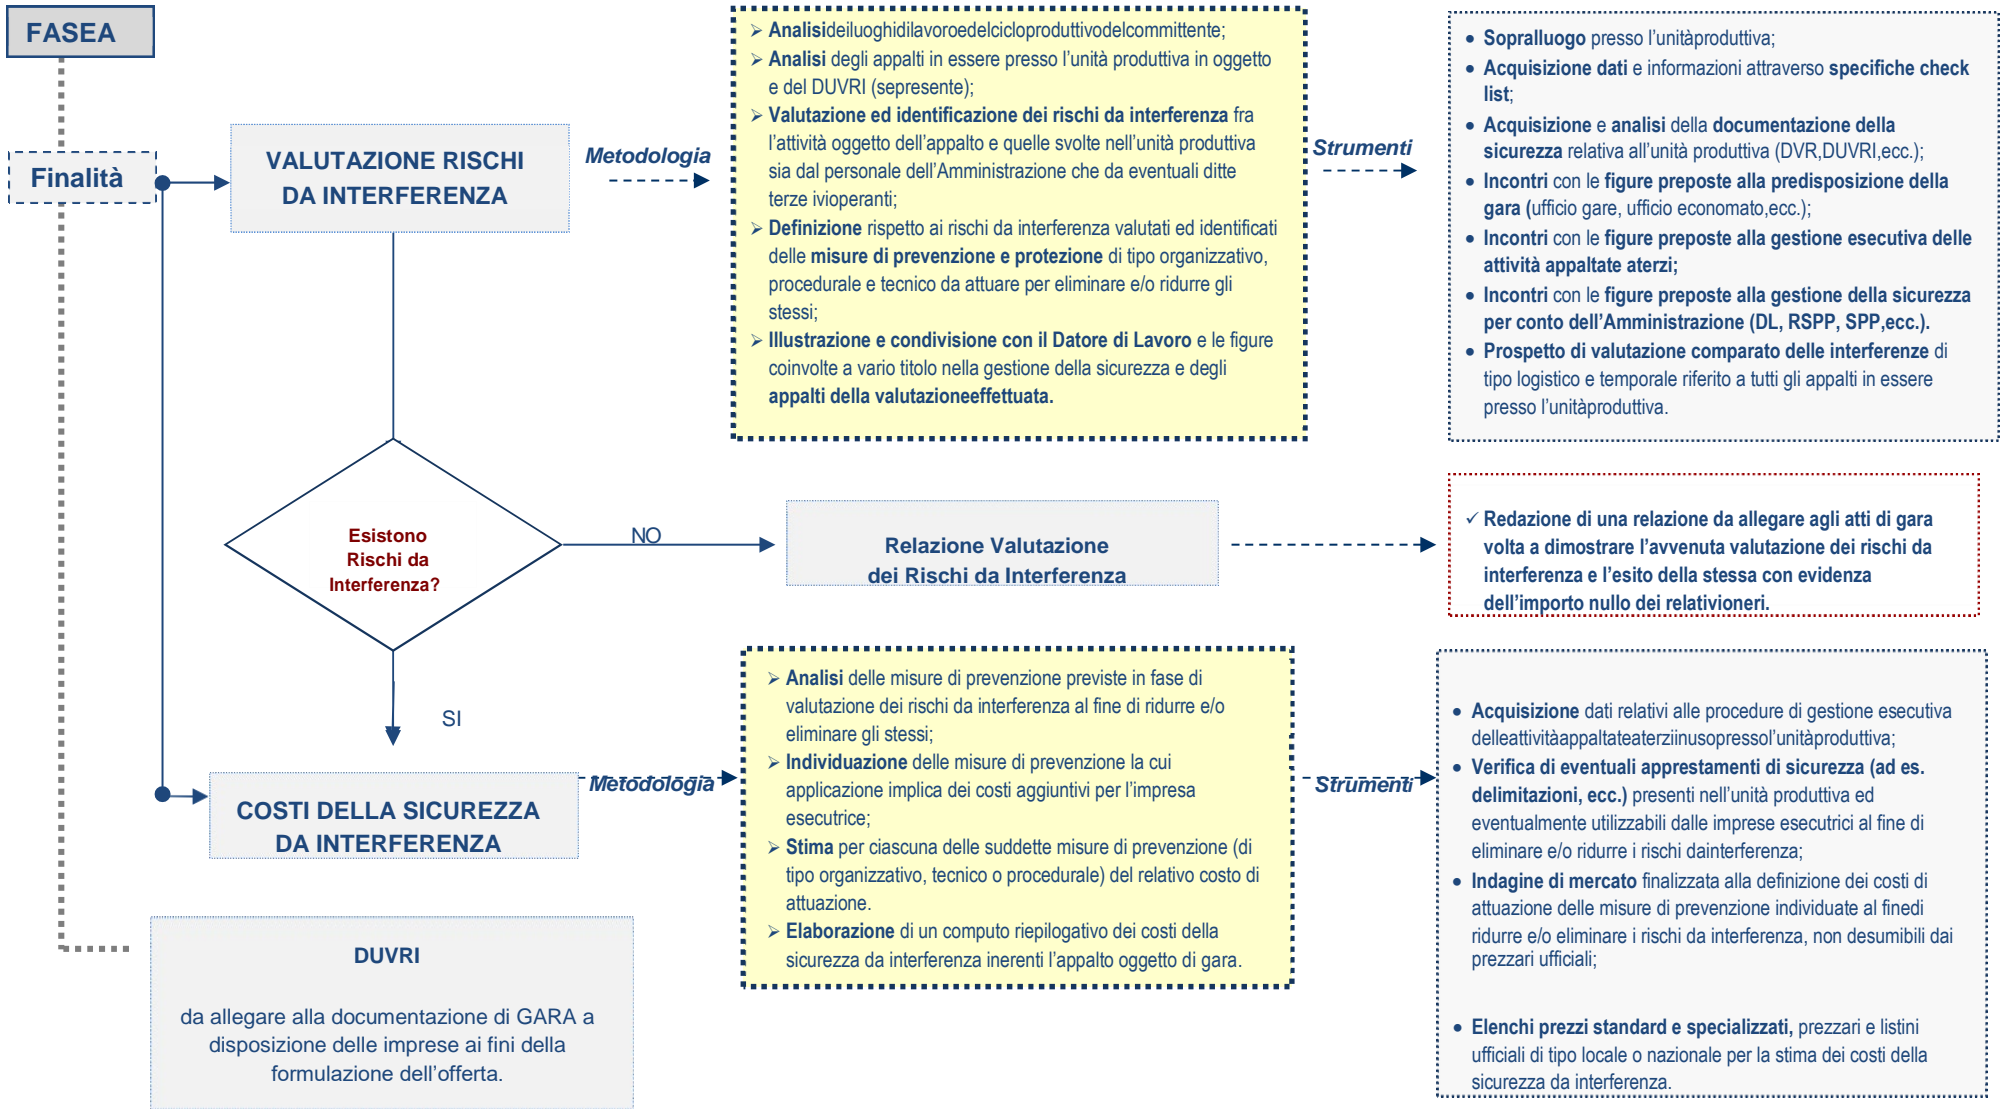 FASEA
Finalità
VALUTAZIONE RISCHI
DA INTERFERENZA
Metodologia
➢ Analisideiluoghidilavoroedelcicloproduttivodelcommittente;
➢ Analisi degli appalti in essere presso l’unità produttiva in oggetto
e del DUVRI (sepresente);
➢ Valutazione ed identificazione dei rischi da interferenza fra
l’attività oggetto dell’appalto e quelle svolte nell’unità produttiva
sia dal personale dell’Amministrazione che da eventuali ditte
terze ivioperanti;
➢ Definizione rispetto ai rischi da interferenza valutati ed identificati
delle misure di prevenzione e protezione di tipo organizzativo,
procedurale e tecnico da attuare per eliminare e/o ridurre gli
stessi;
➢ Illustrazione e condivisione con il Datore di Lavoro e le figure
coinvolte a vario titolo nella gestione della sicurezza e degli
appalti della valutazioneeffettuata.
Strumenti
• Sopralluogo presso l’unitàproduttiva;
• Acquisizione dati e informazioni attraverso specifiche check
list;
• Acquisizione e analisi della documentazione della
sicurezza relativa all’unità produttiva (DVR,DUVRI,ecc.);
• Incontri con le figure preposte alla predisposizione della
gara (ufficio gare, ufficio economato,ecc.);
• Incontri con le figure preposte alla gestione esecutiva delle
attività appaltate aterzi;
• Incontri con le figure preposte alla gestione della sicurezza
per conto dell’Amministrazione (DL, RSPP, SPP,ecc.).
• Prospetto di valutazione comparato delle interferenze di
tipo logistico e temporale riferito a tutti gli appalti in essere
presso l’unitàproduttiva.
Esistono
Rischi da
Interferenza?
NO
Relazione Valutazione
dei Rischi da Interferenza
✓ Redazione di una relazione da allegare agli atti di gara
volta a dimostrare l’avvenuta valutazione dei rischi da
interferenza e l’esito della stessa con evidenza
dell’importo nullo dei relativioneri.
SI
COSTI DELLA SICUREZZA
DA INTERFERENZA
Metodologia
➢ Analisi delle misure di prevenzione previste in fase di
valutazione dei rischi da interferenza al fine di ridurre e/o
eliminare gli stessi;
➢ Individuazione delle misure di prevenzione la cui
applicazione implica dei costi aggiuntivi per l’impresa
esecutrice;
➢ Stima per ciascuna delle suddette misure di prevenzione (di
tipo organizzativo, tecnico o procedurale) del relativo costo di
attuazione.
➢ Elaborazione di un computo riepilogativo dei costi della
sicurezza da interferenza inerenti l’appalto oggetto di gara.
Strumenti
• Acquisizione dati relativi alle procedure di gestione esecutiva
delleattivitàappaltateaterziinusopressol’unitàproduttiva;
• Verifica di eventuali apprestamenti di sicurezza (ad es.
delimitazioni, ecc.) presenti nell’unità produttiva ed
eventualmente utilizzabili dalle imprese esecutrici al fine di
eliminare e/o ridurre i rischi dainterferenza;
• Indagine di mercato finalizzata alla definizione dei costi di
attuazione delle misure di prevenzione individuate al finedi
ridurre e/o eliminare i rischi da interferenza, non desumibili dai
prezzari ufficiali;
• Elenchi prezzi standard e specializzati, prezzari e listini
ufficiali di tipo locale o nazionale per la stima dei costi della
sicurezza da interferenza.
DUVRI
da allegare alla documentazione di GARA a
disposizione delle imprese ai fini della
formulazione dell’offerta.